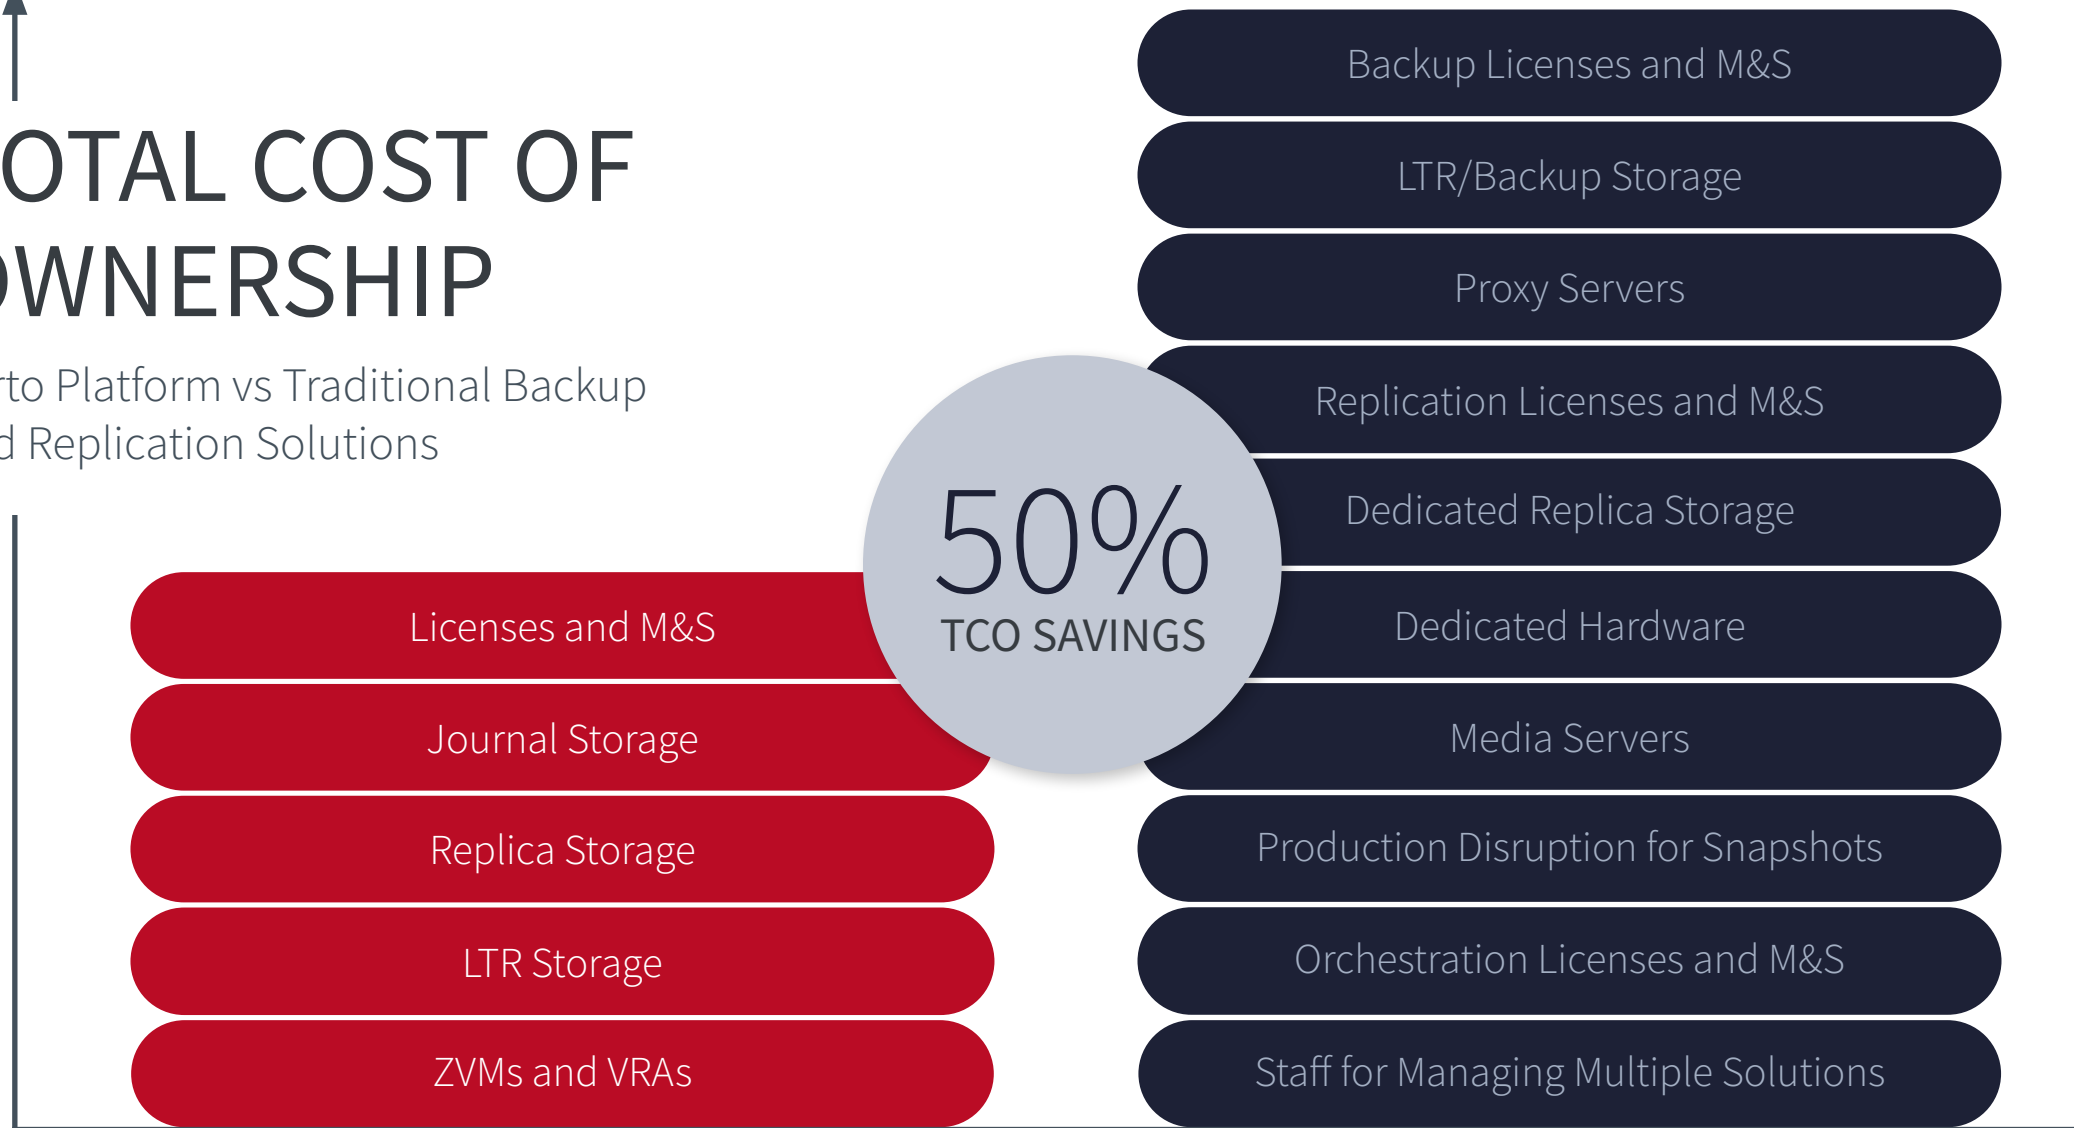 OTAL COST OF
OWNERSHIP
rto Platform vs Traditional Backup
d Replication Solutions
50%
TCO SAVINGS
Licenses and M&S
Journal Storage
Replica Storage
LTR Storage
ZVMs and VRAs
Backup Licenses and M&S
LTR/Backup Storage
Proxy Servers
Replication Licenses and M&S
Dedicated Replica Storage
Dedicated Hardware
Media Servers
Production Disruption for Snapshots
Orchestration Licenses and M&S
Staff for Managing Multiple Solutions